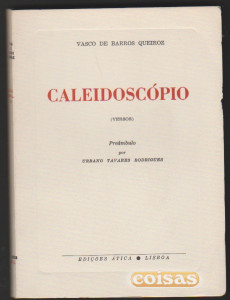 VASCO DE BARROS QUEIROZ
CALEIDOSCÓPIO
(VERSOS)
Preâmbulo
por
URBANO TAVARES RODRIGUES
EDIÇÕES ÁTICA ● LISBOA
coisas